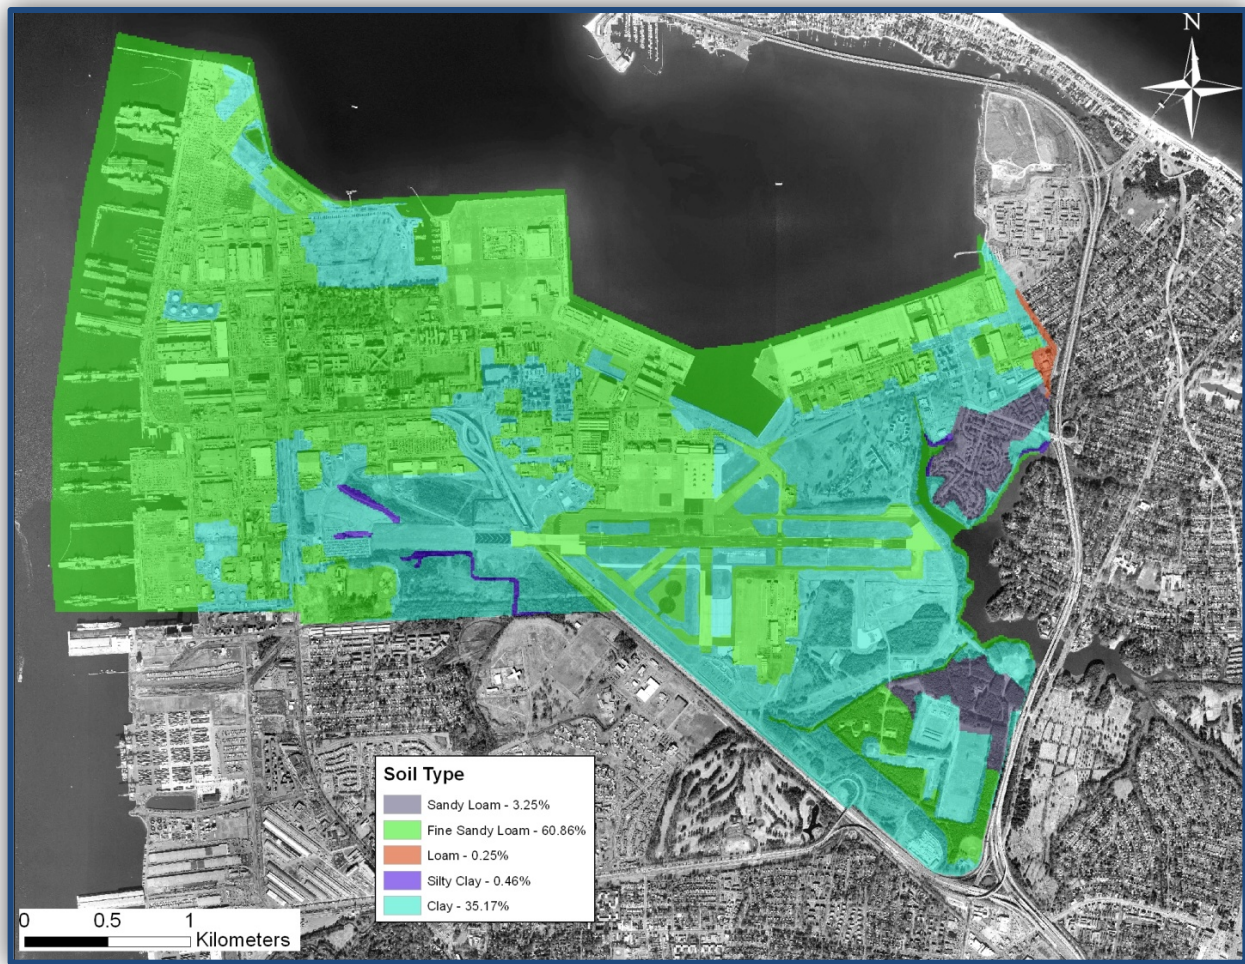 N
Soil Type
Sandy Loam - 3.25%
Fine Sandy Loam - 60.86%
Loam - 0.25%
Silty Clay - 0.46%
Clay - 35.17%
0 0.5 1
Kilometers